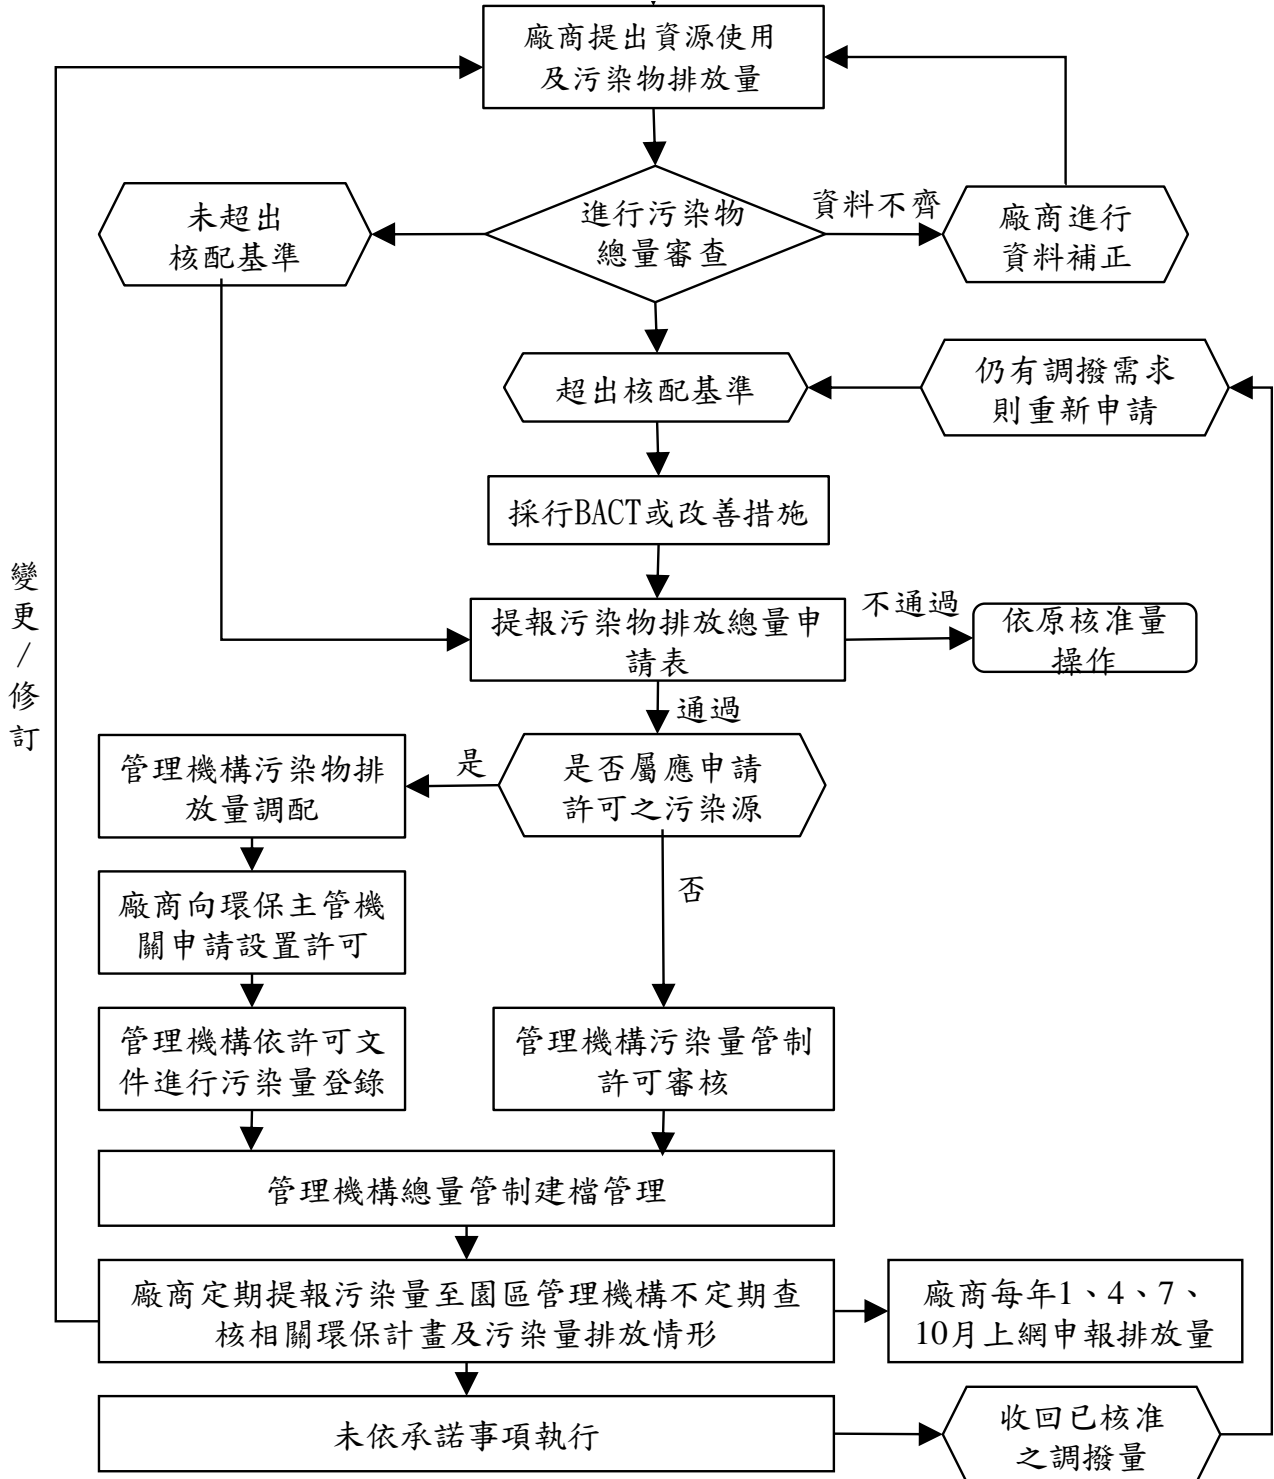 廠商提出資源使用
及污染物排放量
未超出
核配基準
進行污染物
總量審查
資料不齊
廠商進行
資料補正
超出核配基準
仍有調撥需求
則重新申請
採行BACT或改善措施
變更/修訂
提報污染物排放總量申
請表
不通過
依原核准量
操作
通過
管理機構污染物排
放量調配
是
是否屬應申請
許可之污染源
廠商向環保主管機
關申請設置許可
否
管理機構依許可文
件進行污染量登錄
管理機構污染量管制
許可審核
管理機構總量管制建檔管理
廠商定期提報污染量至園區管理機構不定期查
核相關環保計畫及污染量排放情形
廠商每年1、4、7、
10月上網申報排放量
未依承諾事項執行
收回已核准
之調撥量